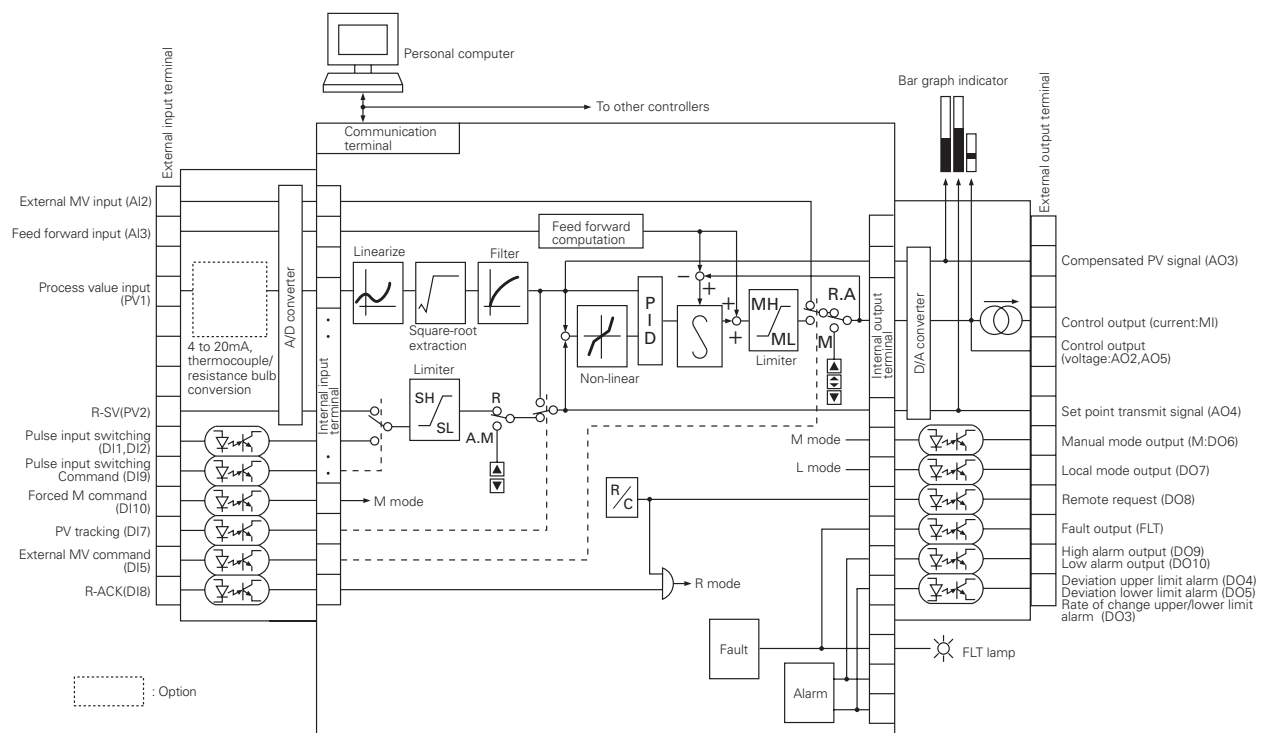 Personal computer
To other controllers
Communication
terminal
External input terminal
External MV input (AI2)
Feed forward input (AI3)
Process value input
(PV1)
4 to 20mA,
thermocouple/
resistance bulb
conversion
R-SV(PV2)
Pulse input switching
(DI1,DI2)
Pulse input switching
Command (DI9)
Forced M command
(DI10)
PV tracking (DI7)
External MV command
(DI5)
R-ACK(DI8)
A/D converter
Internal input
terminal
Linearize
Square-root
extraction
Filter
Feed forward
computation
Non-linear
P
I
D
−
+
+
+
MH
ML
Limiter
R.A
M
Limiter
SH
SL
R
A.M
M mode
R/C
R mode
M mode
L mode
Fault
Alarm
Internal output
terminal
D/A converter
Bar graph indicator
External output terminal
Compensated PV signal (AO3)
Control output (current:MI)
Control output
(voltage:AO2,AO5)
Set point transmit signal (AO4)
Manual mode output (M:DO6)
Local mode output (DO7)
Remote request (DO8)
Fault output (FLT)
High alarm output (DO9)
Low alarm output (DO10)
Deviation upper limit alarm (DO4)
Deviation lower limit alarm (DO5)
Rate of change upper/lower limit
alarm (DO3)
FLT lamp
: Option